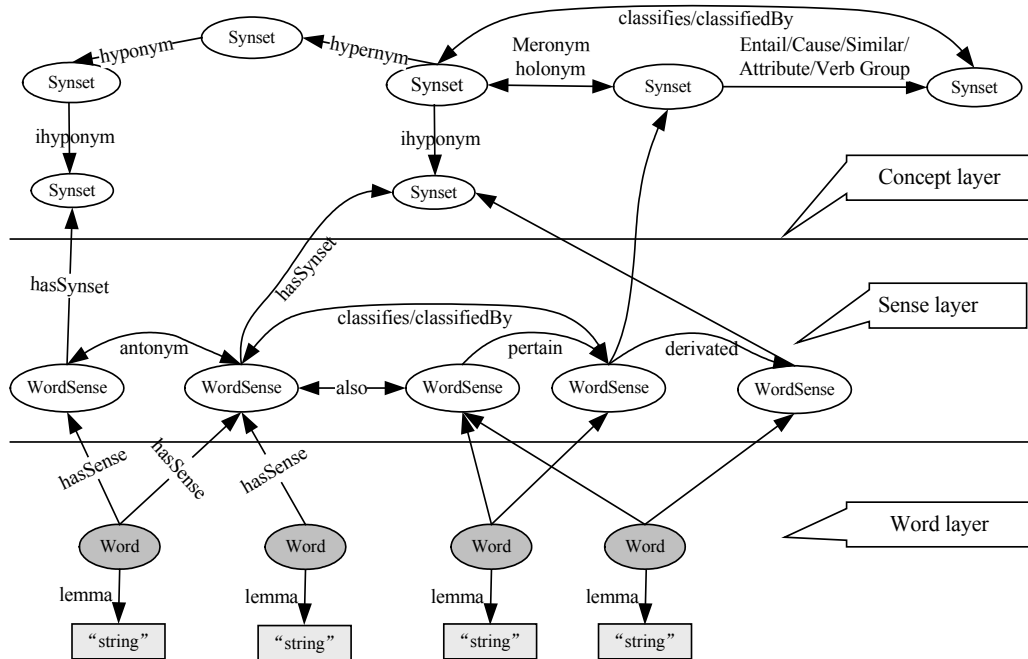 classifies/classifiedBy
hyponym
Synset
hypernym
Meronym
holonym
Entail/Cause/Similar/
Attribute/Verb Group
Synset
Synset
Synset
Synset
ihyponym
ihyponym
Synset
Synset
Concept layer
hasSynset
hasSynset
Sense layer
classifies/classifiedBy
antonym
pertain
derivated
WordSense
WordSense
also
WordSense
WordSense
WordSense
hasSense
hasSense
hasSense
Word layer
Word
Word
Word
Word
lemma
lemma
lemma
lemma
“string”
“string”
“string”
“string”